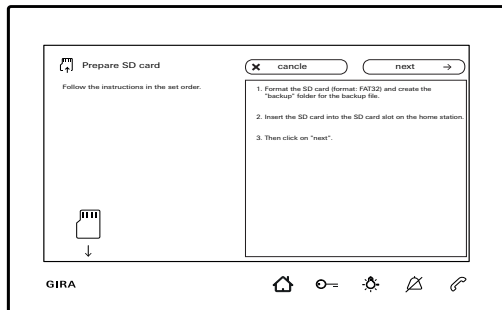 Prepare SD card
Follow the instructions in the set order.
cancle
next
1. Format the SD card (format: FAT32) and create the
"backup" folder for the backup file.
2. Insert the SD card into the SD card slot on the home station.
3. Then click on "next".
GIRA